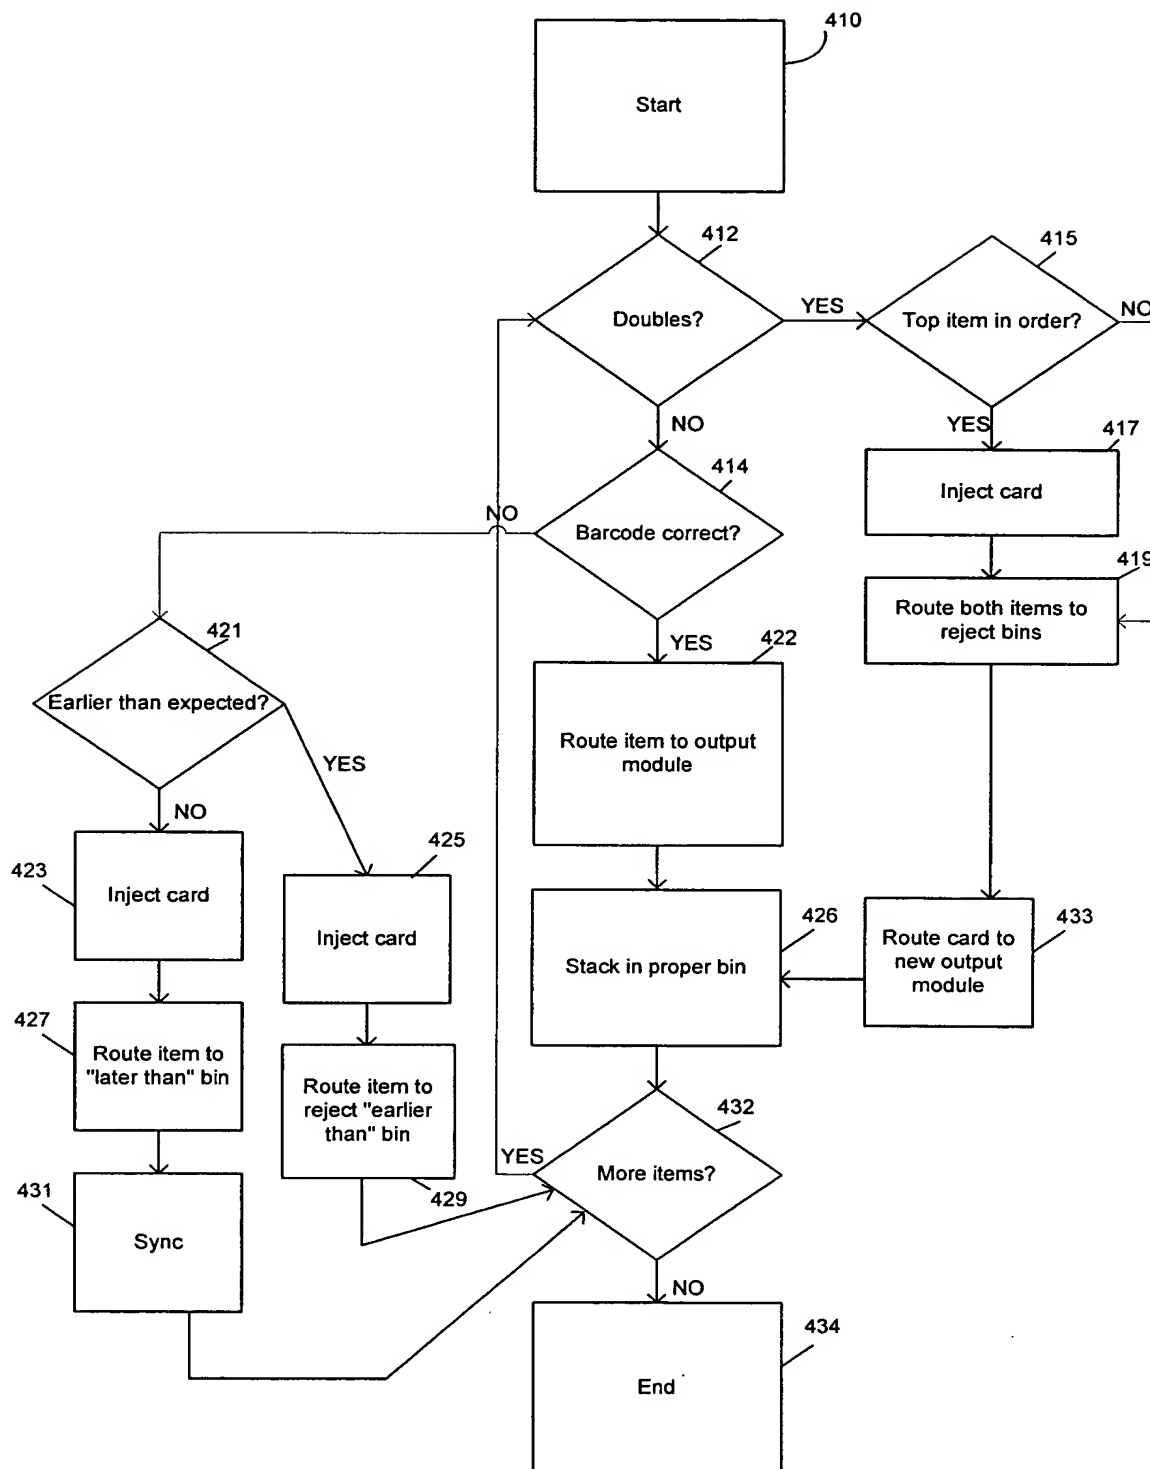 410
Start
412
415
Doubles?
YES
Top item in order?
NO
NO
YES
417
414
Inject card
NO
Barcode correct?
419
Route both items to
reject bins
421
YES
422
Earlier than expected?
Route item to output
module
YES
NO
425
423
Inject card
Inject card
426
433
Stack in proper bin
Route card to
new output
module
427
Route item to
"later than" bin
Route item to
reject "earlier
than" bin
432
YES
More items?
431
429
Sync
NO
434
End